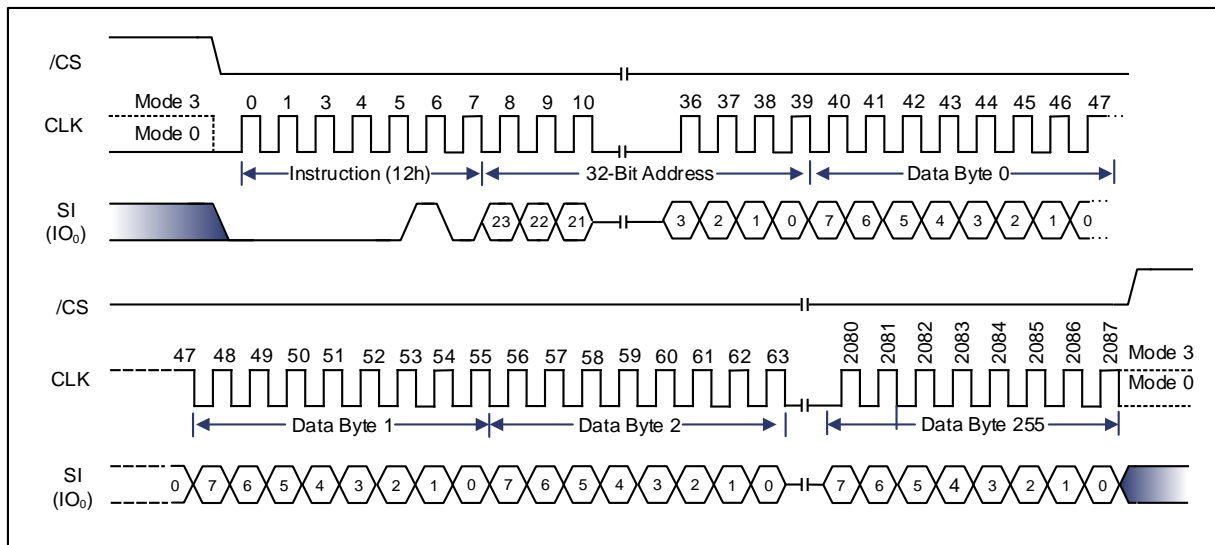 /CS
Mode 3
0 1 3 4 5 6 7 8 9 10 36 37 38 39 40 41 42 43 44 45 46 47
CLK
Mode 0
Instruction (12h) 32-Bit Address Data Byte 0
SI
(IO0)
23 22 21 3 2 1 0 7 6 5 4 3 2 1 0
/CS
47 48 49 50 51 52 53 54 55 56 57 58 59 60 61 62 63 2080 2081 2082 2083 2084 2085 2086 2087
Mode 3
CLK
Mode 0
Data Byte 1 Data Byte 2 Data Byte 255
SI
(IO0)
0 7 6 5 4 3 2 1 0 7 6 5 4 3 2 1 0 7 6 5 4 3 2 1 0